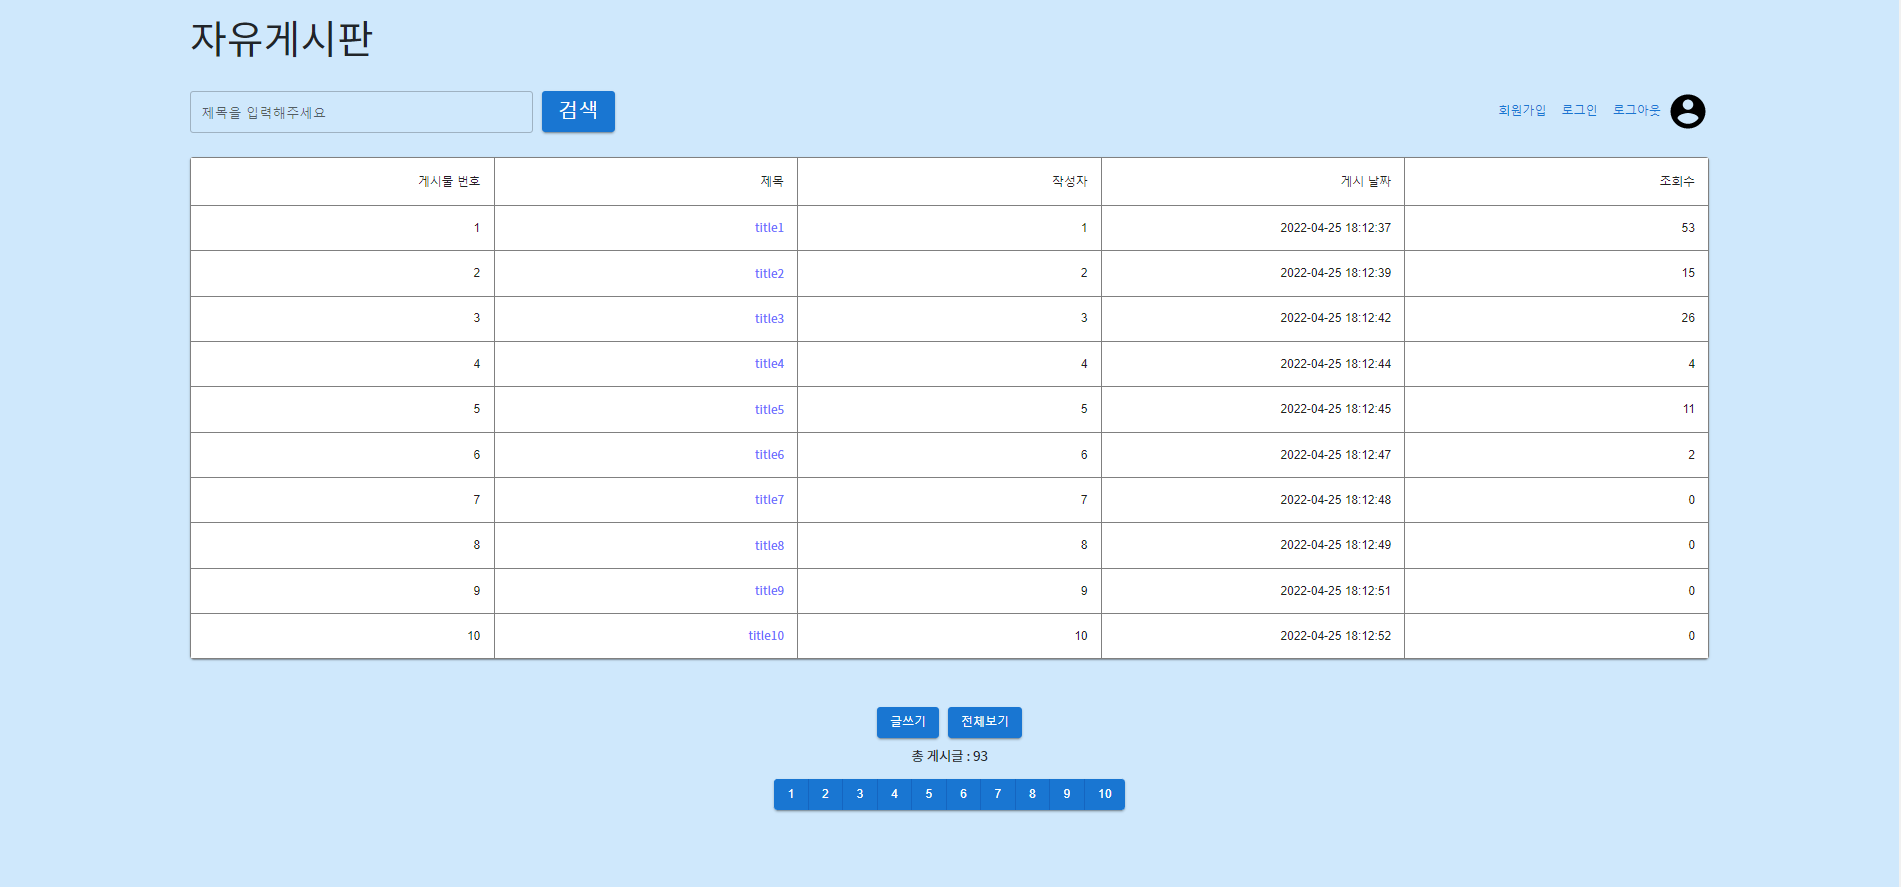 자유게시판
제목을 입력해주세요 검색 회원가입 로그인 로그아웃
게시물 번호 제목 작성자 게시 날짜 조회수
1 title1 1 2022-04-25 18:12:37 53
2 title2 2 2022-04-25 18:12:39 15
3 title3 3 2022-04-25 18:12:42 26
4 title4 4 2022-04-25 18:12:44 4
5 title5 5 2022-04-25 18:12:45 11
6 title6 6 2022-04-25 18:12:47 2
7 title7 7 2022-04-25 18:12:48 0
8 title8 8 2022-04-25 18:12:49 0
9 title9 9 2022-04-25 18:12:51 0
10 title10 10 2022-04-25 18:12:52 0
글쓰기 전체보기
총 게시글 : 93
1 2 3 4 5 6 7 8 9 10